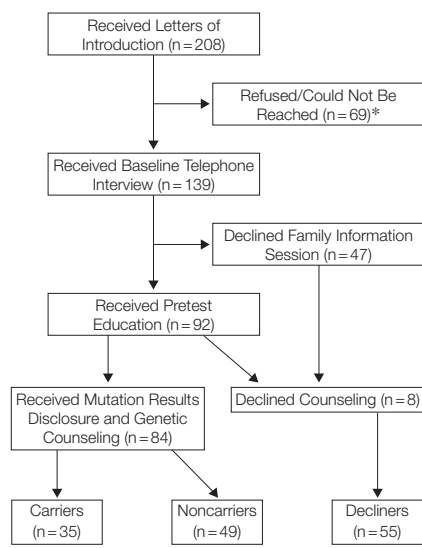 Received Letters of
Introduction (n=208)
Refused/Could Not Be
Reached (n=69)*
Received Baseline Telephone
Interview (n=139)
Declined Family Information
Session (n=47)
Received Pretest
Education (n=92)
Received Mutation Results
Disclosure and Genetic
Counseling (n=84)
Declined Counseling (n=8)
Carriers
(n=35)
Noncarriers
(n=49)
Decliners
(n=55)